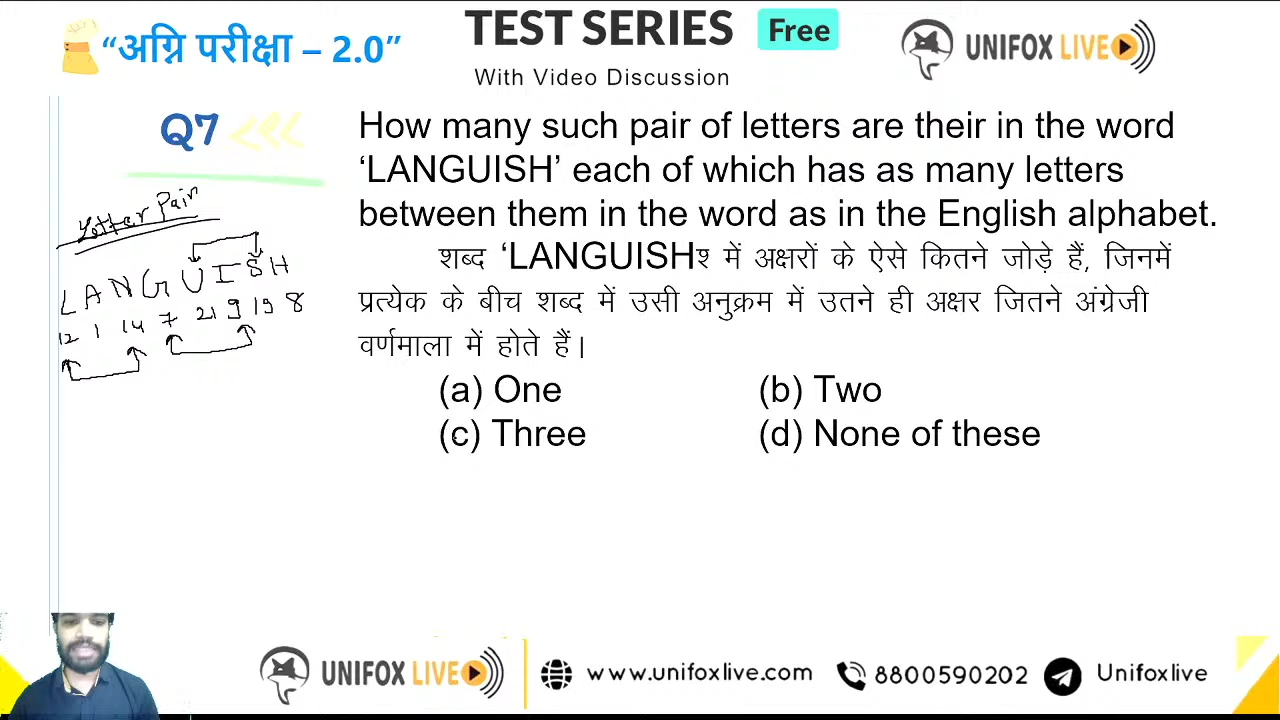 “अग्नि परीक्षा – 2.0”
TEST SERIES Free
With Video Discussion
UNIFOX LIVE
Q7
How many such pair of letters are their in the word
‘LANGUISH’ each of which has as many letters
between them in the word as in the English alphabet.
शब्द ‘LANGUISHश्‍ में अक्षरों के ऐसे कितने जोड़े हैं, जिनमें
प्रत्येक के बीच शब्द में उसी अनुक्रम में उतने ही अक्षर जितने अंग्रेजी
वर्णमाला में होते हैं।
(a) One (b) Two
(c) Three (d) None of these
Letter Pair
L A N G U I S H
12 1 14 7 21 9 19 8
UNIFOX LIVE www.unifoxlive.com 8800590202 Unifoxlive